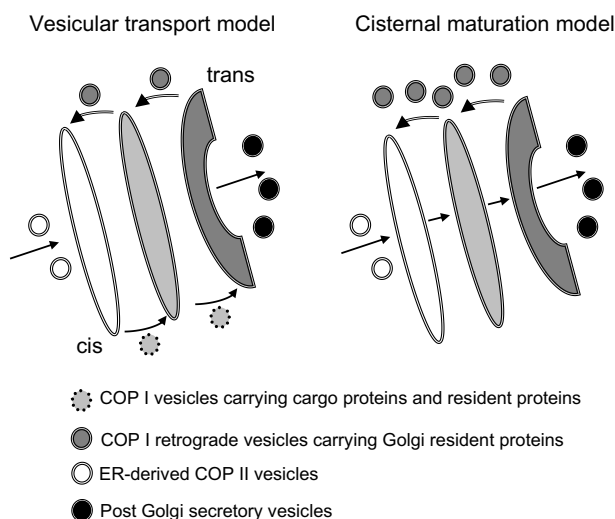 Vesicular transport model
Cisternal maturation model
trans
cis
COP I vesicles carrying cargo proteins and resident proteins
COP I retrograde vesicles carrying Golgi resident proteins
ER-derived COP II vesicles
Post Golgi secretory vesicles